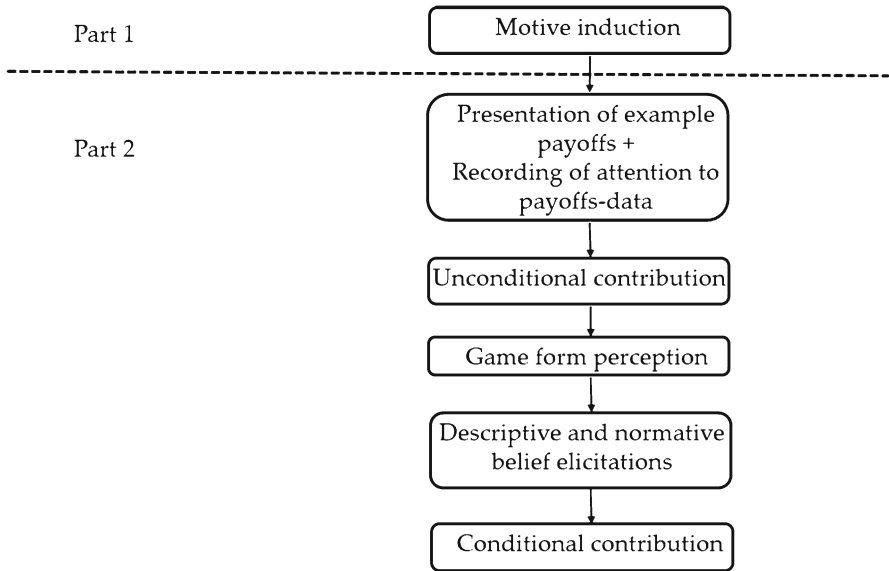 Part 1
Motive induction
Part 2
Presentation of example
payoffs +
Recording of attention to
payoffs-data
Unconditional contribution
Game form perception
Descriptive and normative
belief elicitations
Conditional contribution